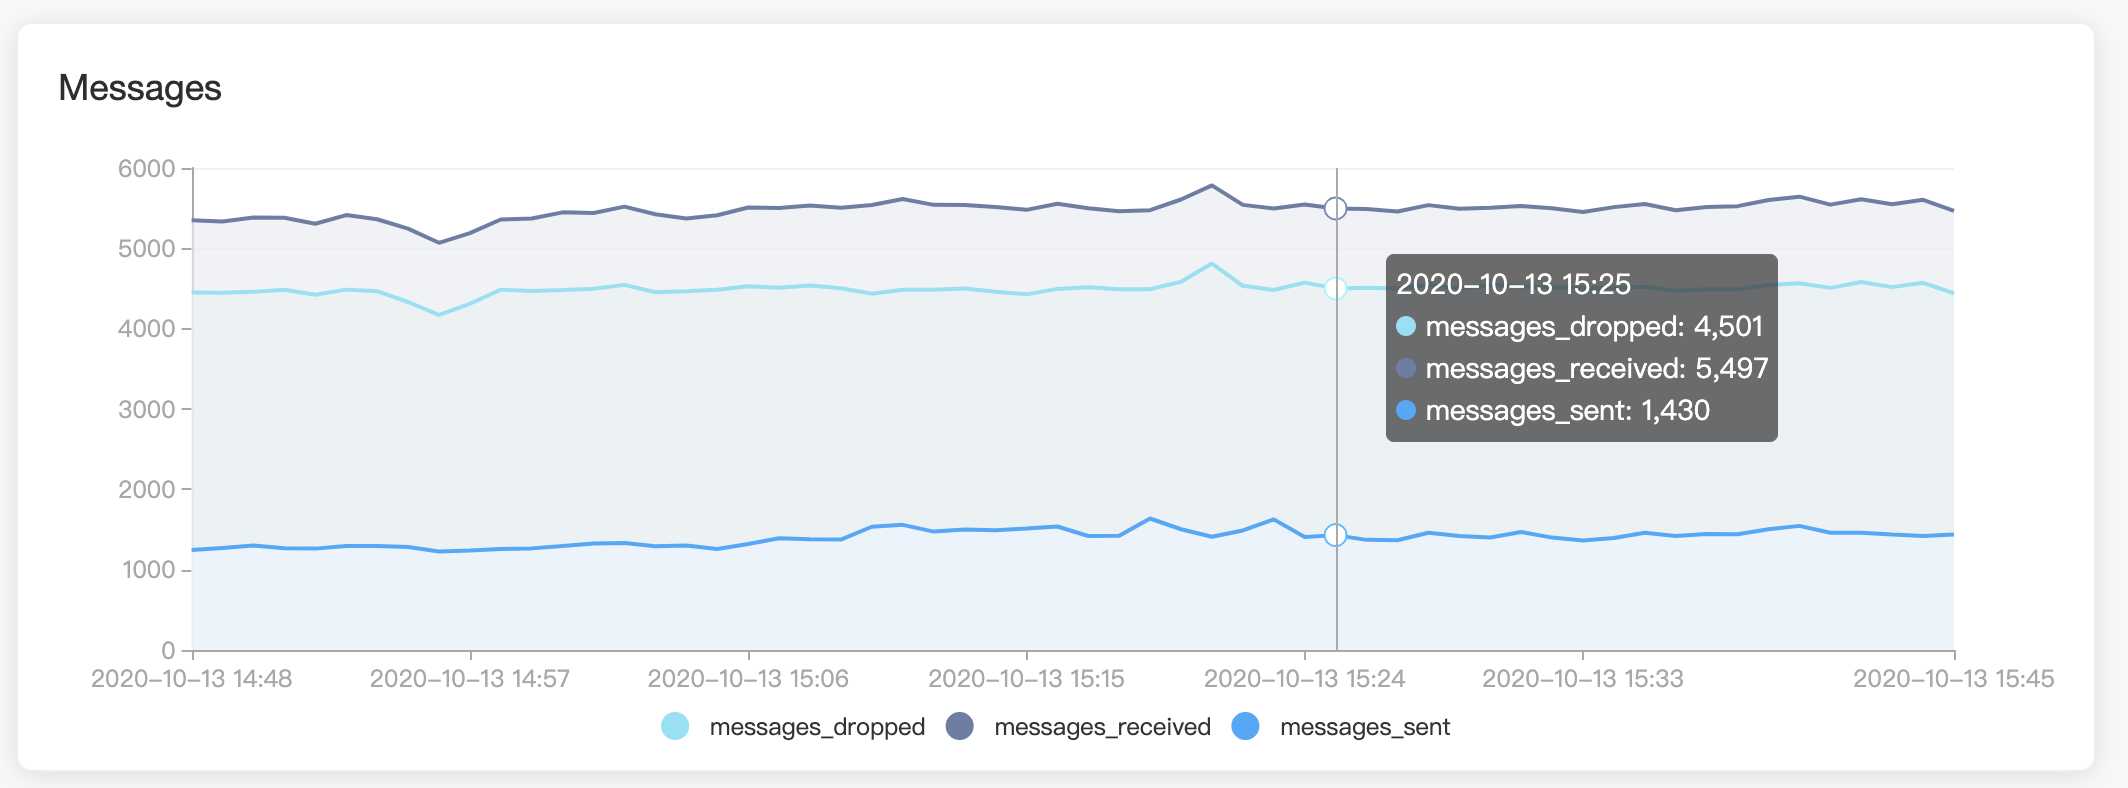 Messages
6000
5000
4000
3000
2000
1000
0
2020-10-13 15:25
messages_dropped: 4,501
messages_received: 5,497
messages_sent: 1,430
2020-10-13 14:48 2020-10-13 14:57 2020-10-13 15:06 2020-10-13 15:15 2020-10-13 15:24 2020-10-13 15:33 2020-10-13 15:45
messages_dropped messages_received messages_sent